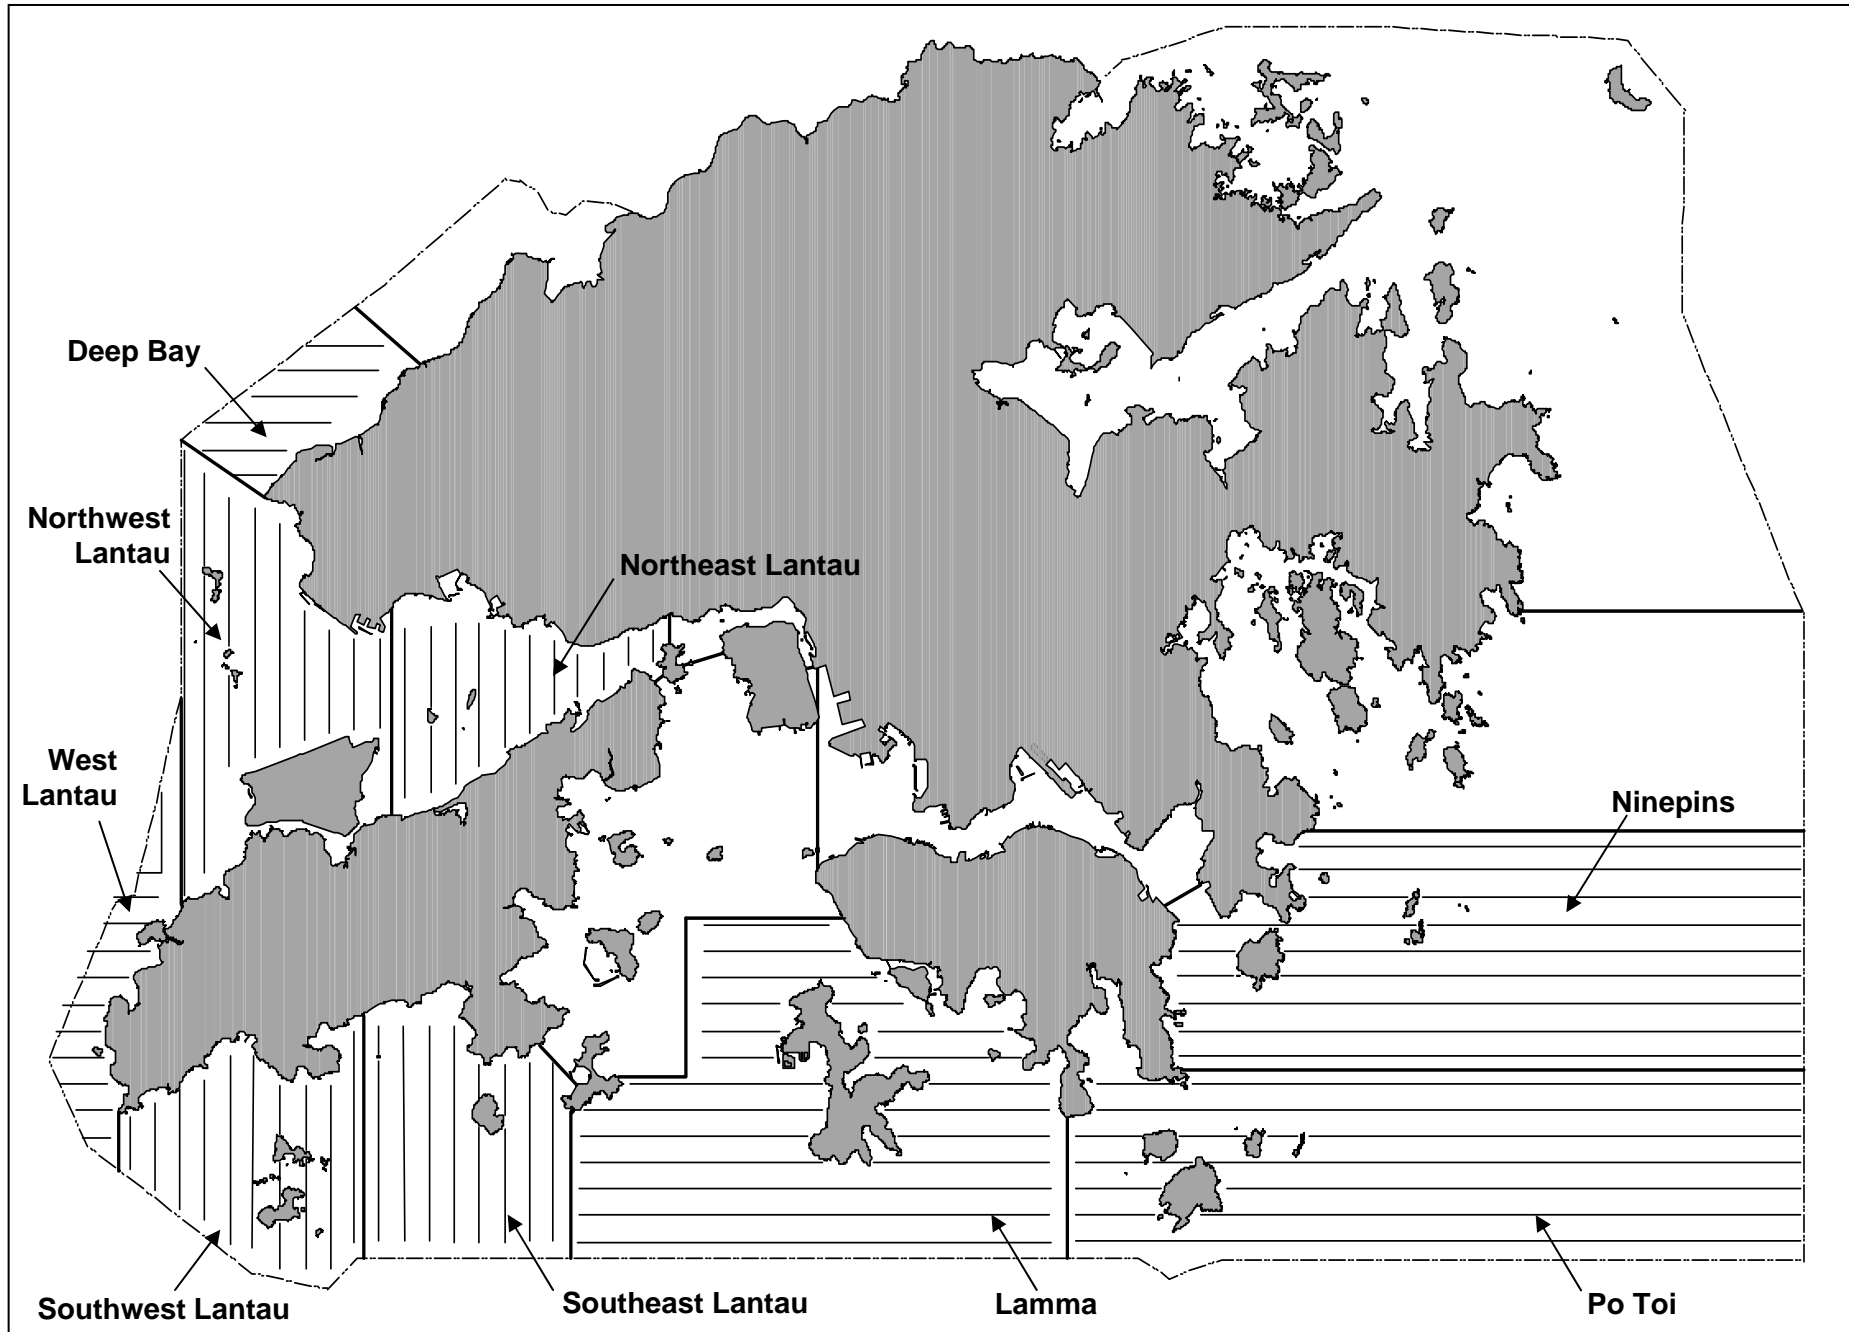 Deep Bay
Northwest
Lantau
Northeast Lantau
West
Lantau
Ninepins
Southwest Lantau
Southeast Lantau
Lamma
Po Toi